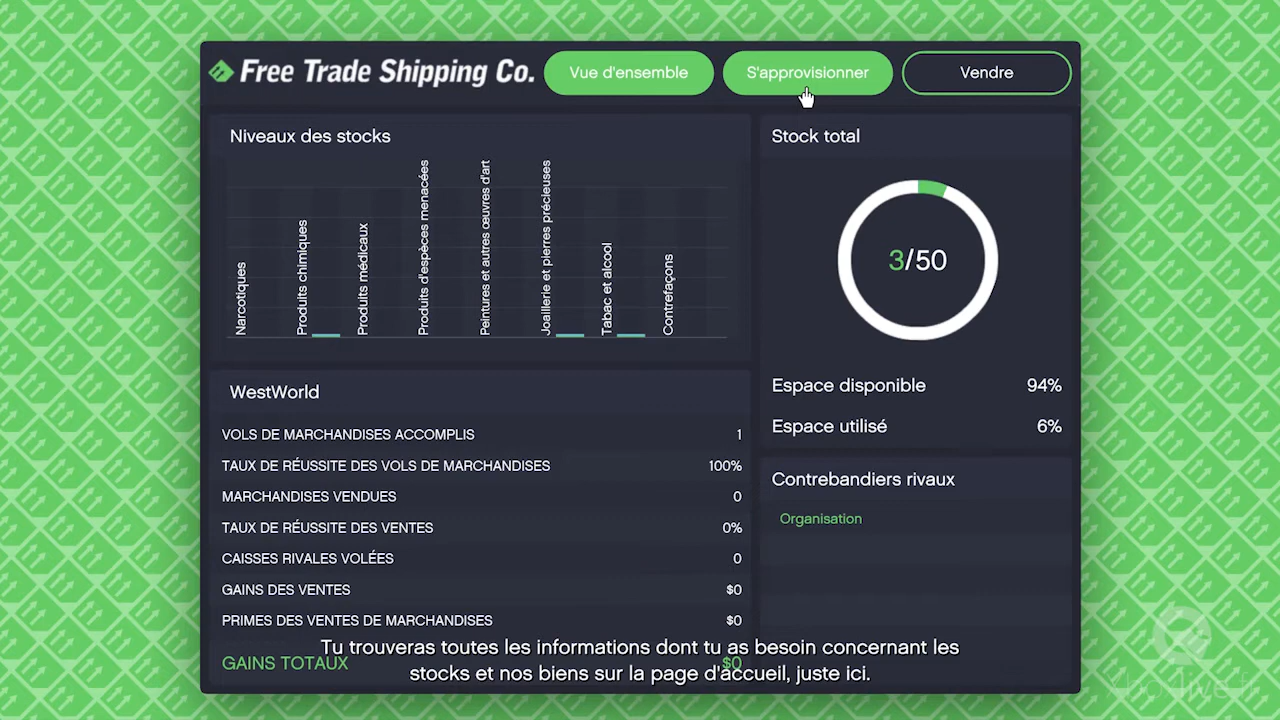 Free Trade Shipping Co.
Vue d'ensemble
S'approvisionner
Vendre
Niveaux des stocks
Narcotiques
Produits chimiques
Produits médicaux
Produits d'espèces menacées
Peintures et autres œuvres d'art
Joaillerie et pierres précieuses
Tabac et alcool
Contrefaçons
Stock total
3/50
Espace disponible 94%
Espace utilisé 6%
WestWorld
VOLS DE MARCHANDISES ACCOMPLIS 1
TAUX DE RÉUSSITE DES VOLS DE MARCHANDISES 100%
MARCHANDISES VENDUES 0
TAUX DE RÉUSSITE DES VENTES 0%
CAISSES RIVALES VOLÉES 0
GAINS DES VENTES $0
PRIMES DES VENTES DE MARCHANDISES $0
GAINS TOTAUX $0
Contrebandiers rivaux
Organisation
Tu trouveras toutes les informations dont tu as besoin concernant les
stocks et nos biens sur la page d'accueil, juste ici.